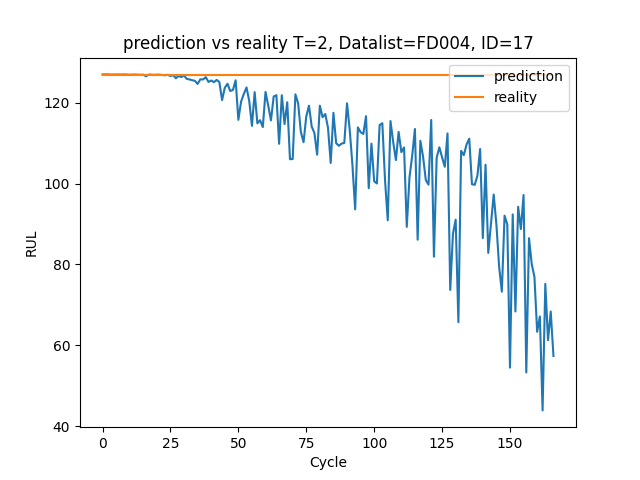 prediction vs reality T=2, Datalist=FD004, ID=17
prediction
reality
120
100
80
60
40
RUL
0
25
50
75
100
125
150
Cycle